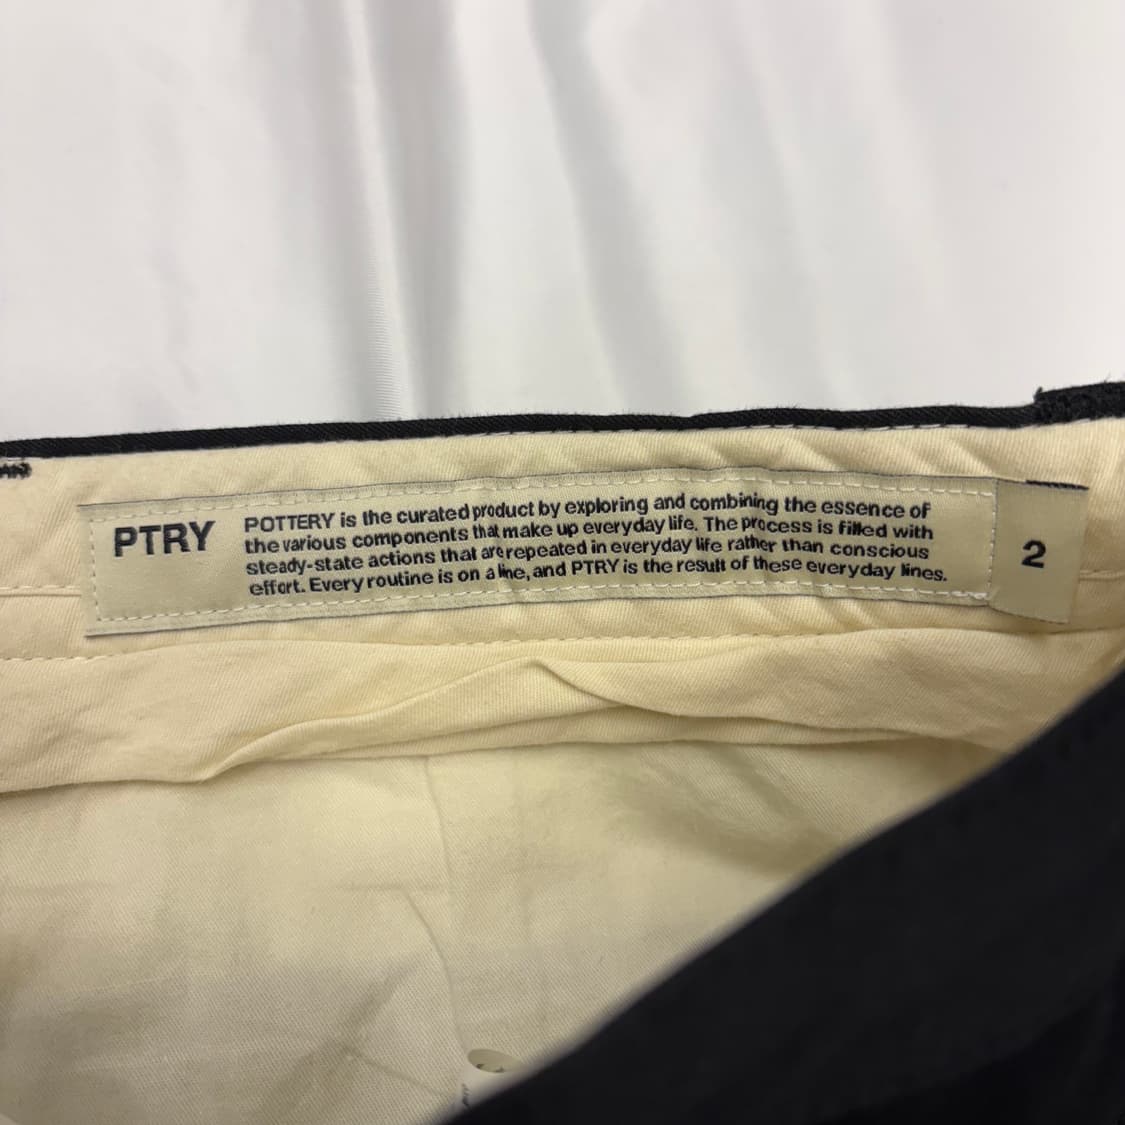 PTRY
POTTERY is the curated product by exploring and combining the essence of
the various components that make up everyday life. The process is filled with
steady-state actions that are repeated in everyday life rather than conscious
effort. Every routine is on a line, and PTRY is the result of these everyday lines.
2